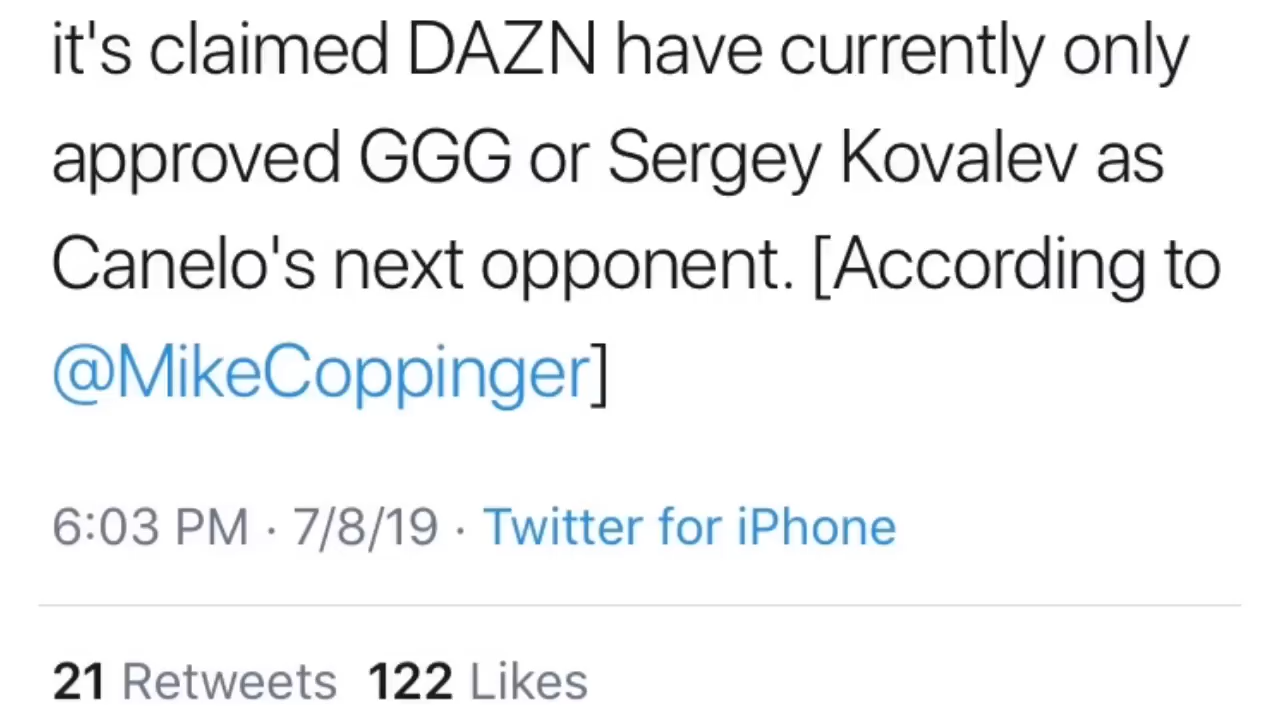 it's claimed DAZN have currently only
approved GGG or Sergey Kovalev as
Canelo's next opponent. [According to
@MikeCoppinger]
6:03 PM · 7/8/19 · Twitter for iPhone
21 Retweets 122 Likes